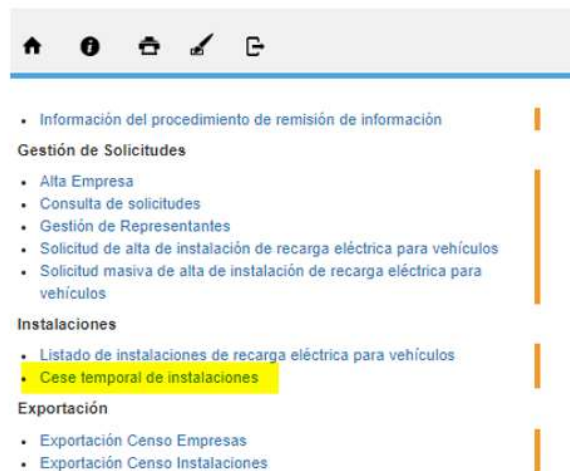 Información del procedimiento de remisión de información
Gestión de Solicitudes
Alta Empresa
Consulta de solicitudes
Gestión de Representantes
Solicitud de alta de instalación de recarga eléctrica para vehículos
Solicitud masiva de alta de instalación de recarga eléctrica para
vehículos
Instalaciones
Listado de instalaciones de recarga eléctrica para vehículos
Cese temporal de instalaciones
Exportación
Exportación Censo Empresas
Exportación Censo Instalaciones